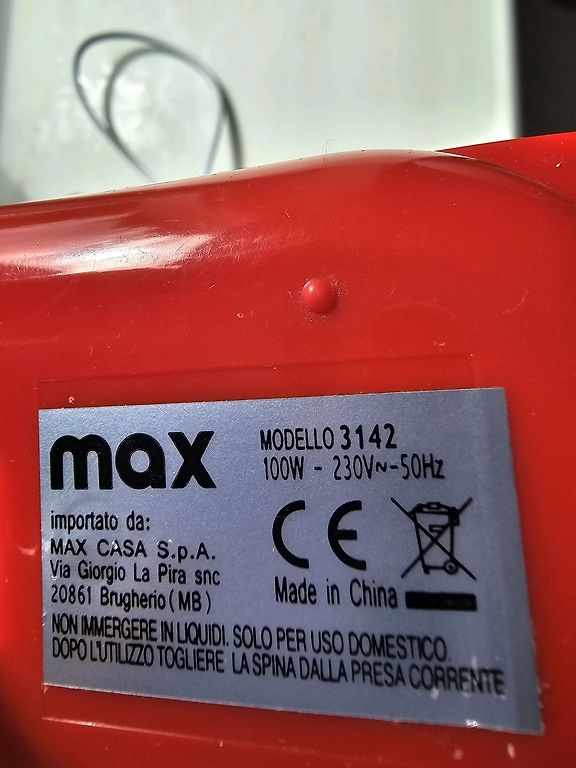 max
MODELLO 3142
100W - 230V~-50Hz
importato da:
MAX CASA S.p.A.
Via Giorgio La Pira snc
20861 Brugherio (MB)
CE
Made in China
NON IMMERGERE IN LIQUIDI. SOLO PER USO DOMESTICO.
DOPO L'UTILIZZO TOGLIERE LA SPINA DALLA PRESA CORRENTE